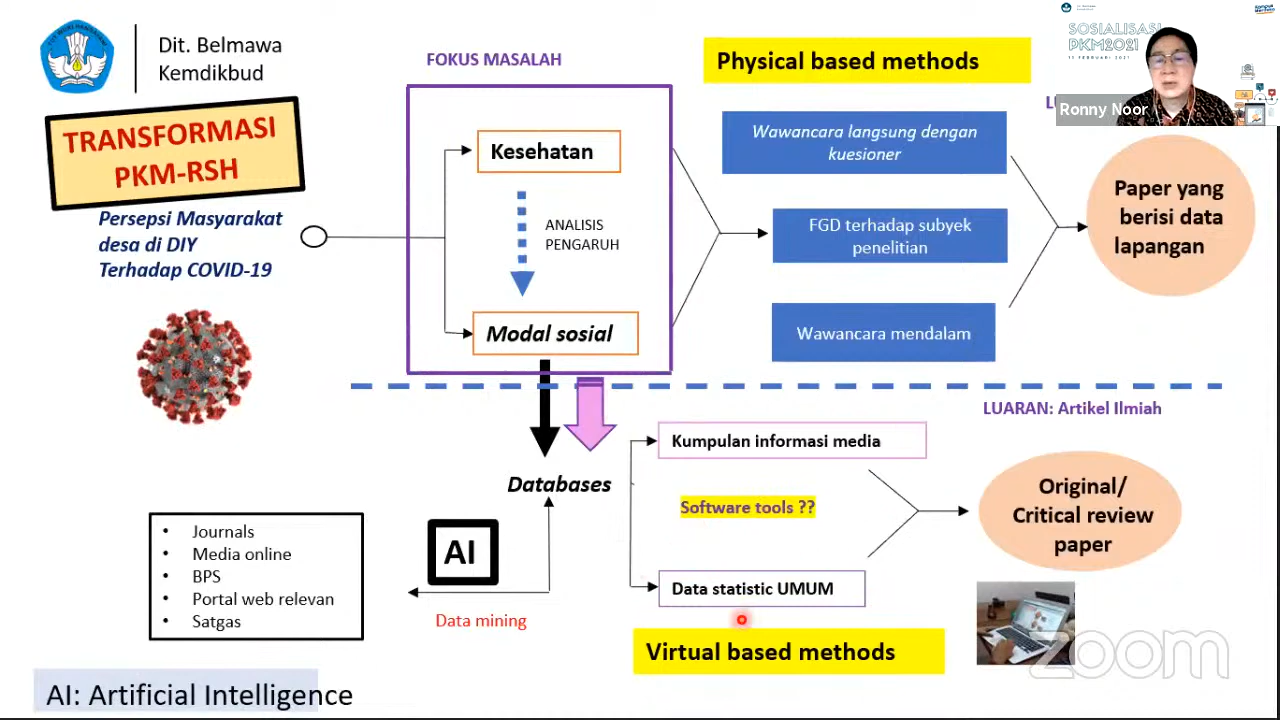 Dit. Belmawa
Kemdikbud
TRANSFORMASI
PKM-RSH
Persepsi Masyarakat
desa di DIY
Terhadap COVID-19
FOKUS MASALAH
Kesehatan
ANALISIS
PENGARUH
Modal sosial
Physical based methods
Wawancara langsung dengan
kuesioner
FGD terhadap subyek
penelitian
Wawancara mendalam
SOSIALISASI
PKM2021
11 FEBRUARI 2021
Ronny Noor
Paper yang
berisi data
lapangan
LUARAN: Artikel Ilmiah
Databases
Kumpulan informasi media
Software tools ??
Data statistic UMUM
Original/
Critical review
paper
• Journals
• Media online
• BPS
• Portal web relevan
• Satgas
AI
Data mining
Virtual based methods
zoom
AI: Artificial Intelligence